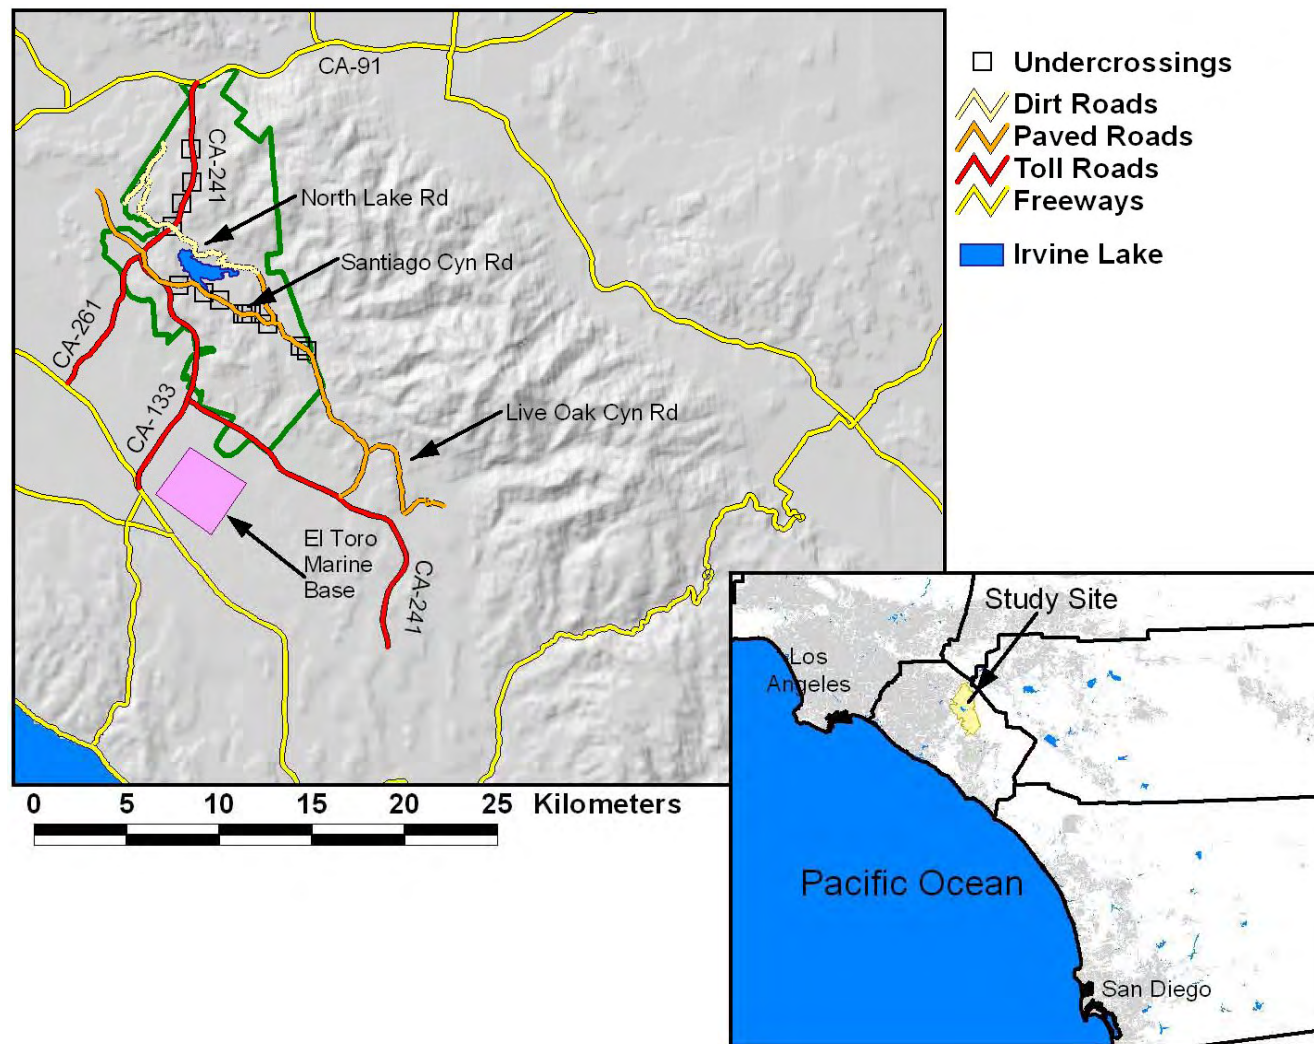 CA-91
CA-241
North Lake Rd
Santiago Cyn Rd
CA-261
CA-133
Live Oak Cyn Rd
El Toro
Marine
Base
CA-241
Undercrossings
Dirt Roads
Paved Roads
Toll Roads
Freeways
Irvine Lake
0 5 10 15 20 25 Kilometers
Study Site
Los
Angeles
Pacific Ocean
San Diego